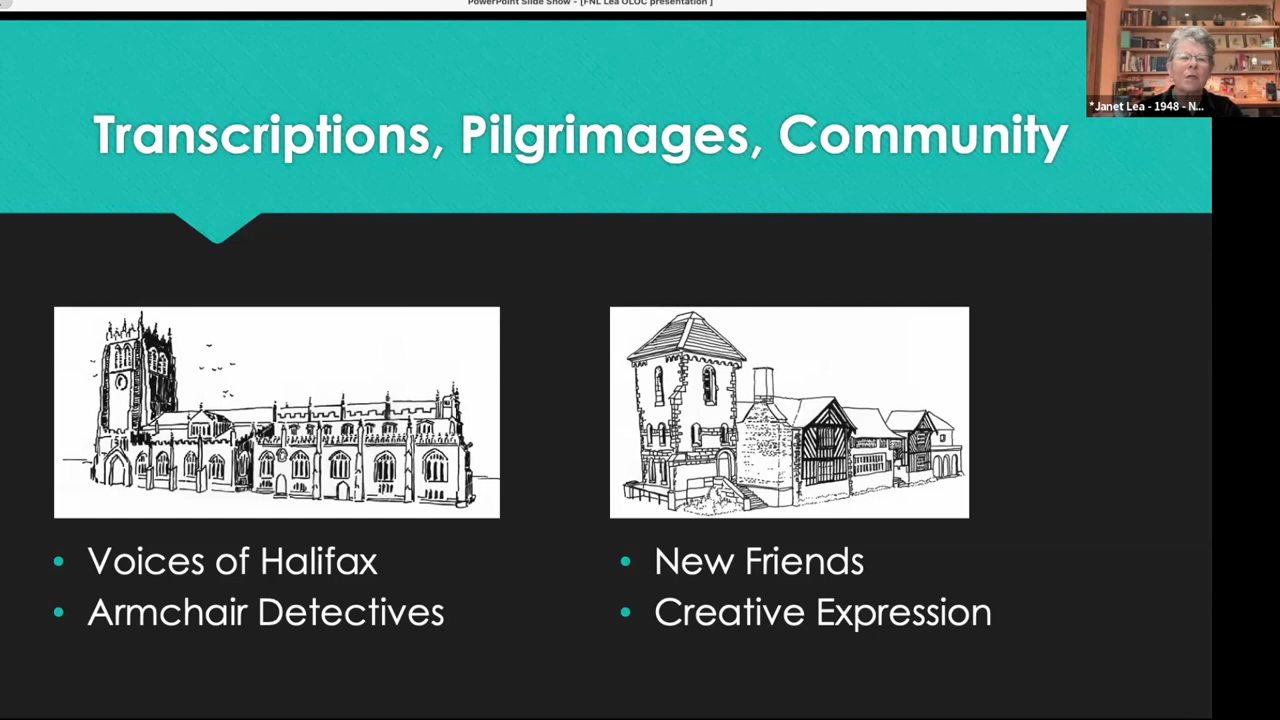 PowerPoint Slide Show - [FNL Lea OLOC presentation ]
*Janet Lea - 1948 - N...
Transcriptions, Pilgrimages, Community
• Voices of Halifax
• Armchair Detectives
• New Friends
• Creative Expression